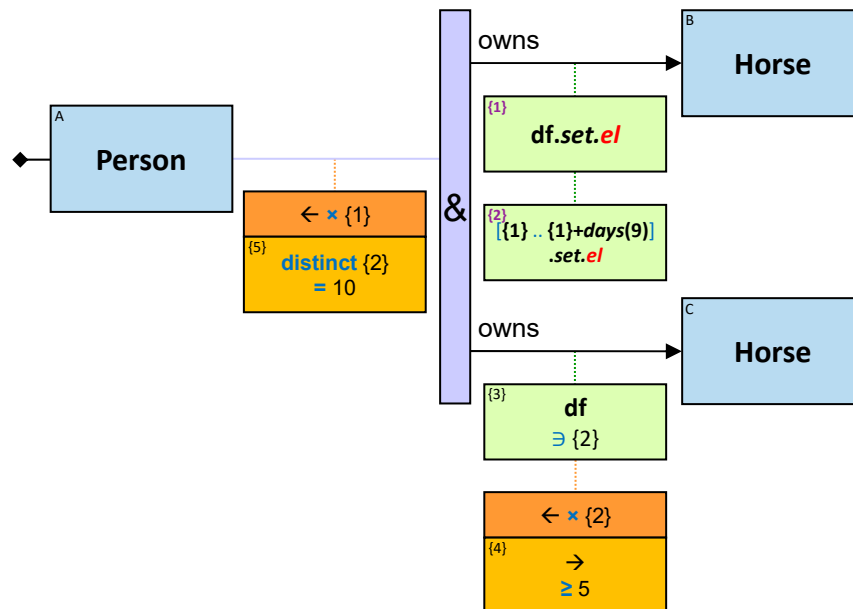 A
Person
← × {1}
{5}
distinct {2}
= 10
&
owns
B
Horse
{1}
df.set.el
{2}
[{1} .. {1}+days(9)]
.set.el
owns
C
Horse
{3}
df
∋ {2}
← × {2}
{4}
→
≥ 5